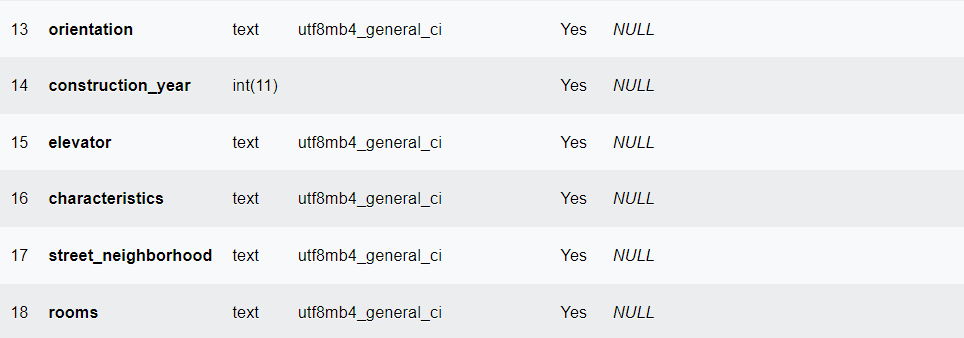 13 orientation text utf8mb4_general_ci Yes NULL
14 construction_year int(11) Yes NULL
15 elevator text utf8mb4_general_ci Yes NULL
16 characteristics text utf8mb4_general_ci Yes NULL
17 street_neighborhood text utf8mb4_general_ci Yes NULL
18 rooms text utf8mb4_general_ci Yes NULL